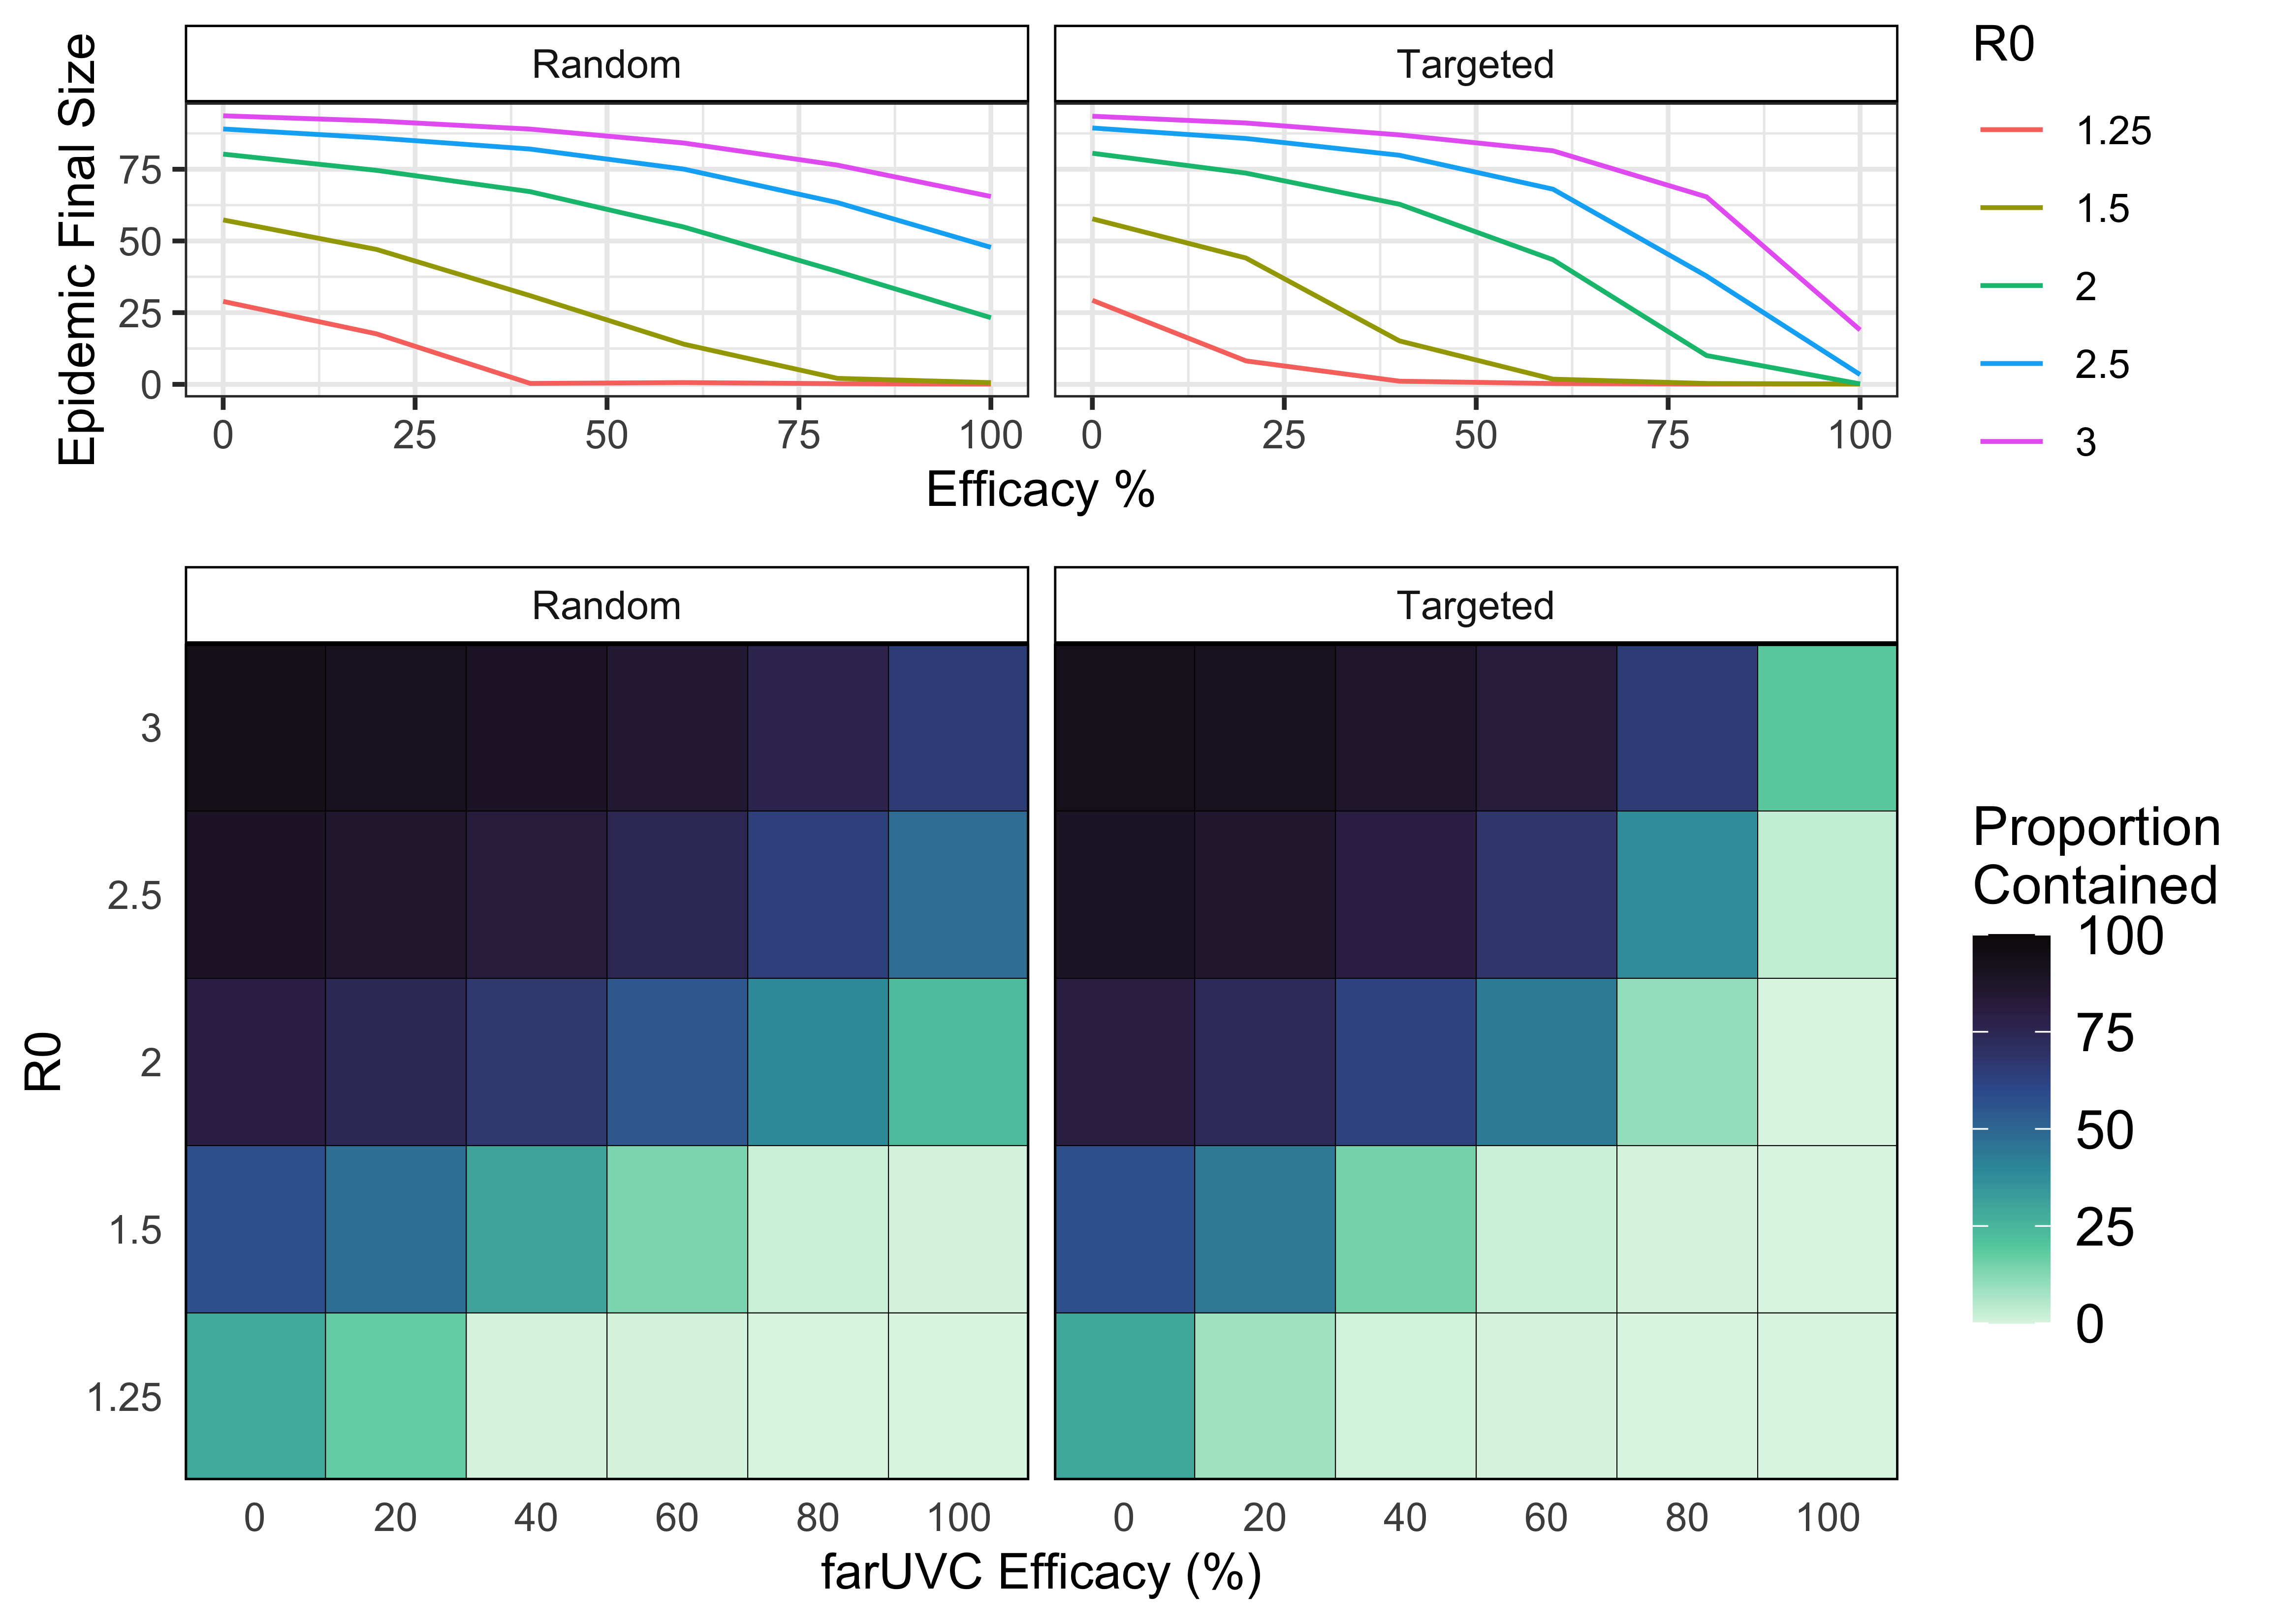 Random
Targeted
R0
Epidemic Final Size
75
50
25
0
1.25
1.5
2
2.5
3
0 25 50 75 100
0 25 50 75 100
Efficacy %
Random
Targeted
R0
3
2.5
2
1.5
1.25
Proportion
Contained
100
75
50
25
0
0 20 40 60 80 100
0 20 40 60 80 100
farUVC Efficacy (%)